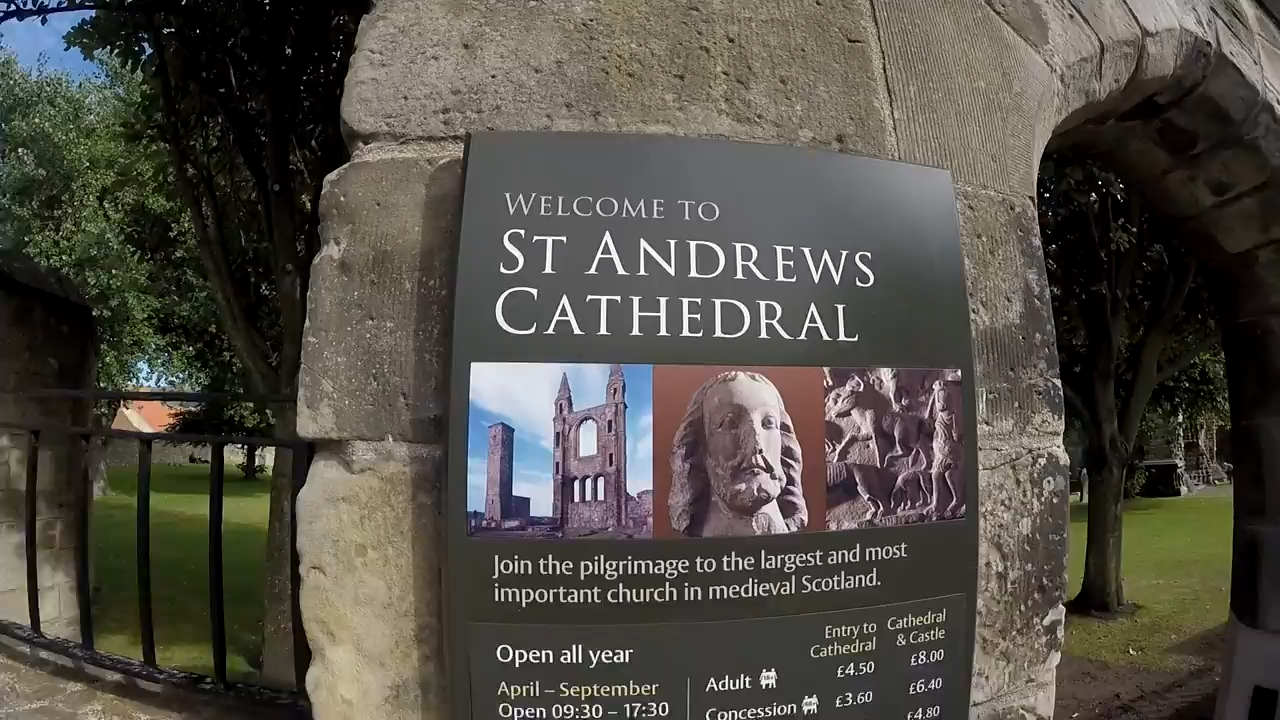 WELCOME TO
ST ANDREWS
CATHEDRAL
Join the pilgrimage to the largest and most
important church in medieval Scotland.
Open all year
April – September
Open 09:30 – 17:30
Entry to Cathedral
Cathedral & Castle
Adult £4.50 £8.00
Concession £3.60 £6.40
£4.80